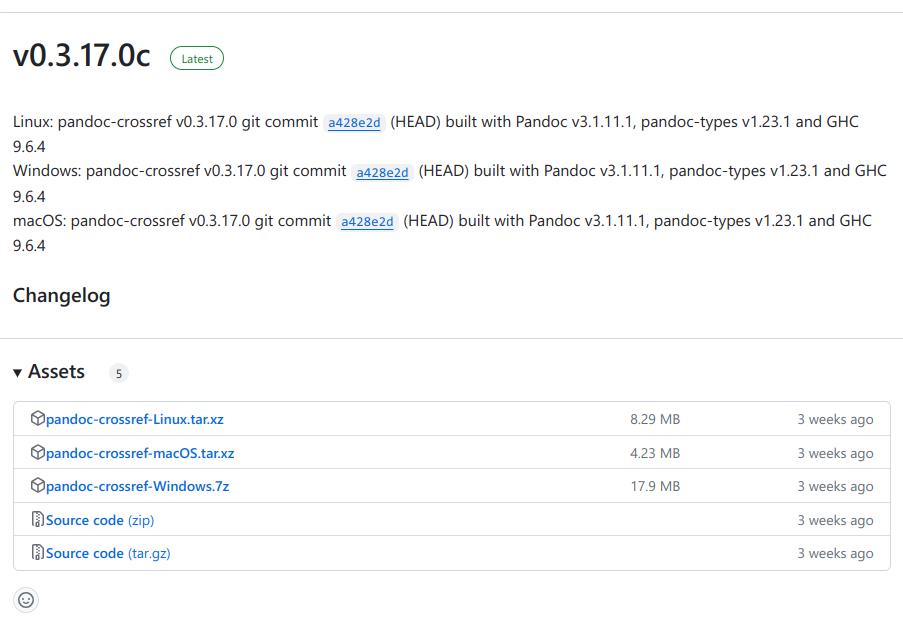 v0.3.17.0c Latest
Linux: pandoc-crossref v0.3.17.0 git commit a428e2d (HEAD) built with Pandoc v3.1.11.1, pandoc-types v1.23.1 and GHC
9.6.4
Windows: pandoc-crossref v0.3.17.0 git commit a428e2d (HEAD) built with Pandoc v3.1.11.1, pandoc-types v1.23.1 and GHC
9.6.4
macOS: pandoc-crossref v0.3.17.0 git commit a428e2d (HEAD) built with Pandoc v3.1.11.1, pandoc-types v1.23.1 and GHC
9.6.4
Changelog
Assets 5
pandoc-crossref-Linux.tar.xz 8.29 MB 3 weeks ago
pandoc-crossref-macOS.tar.xz 4.23 MB 3 weeks ago
pandoc-crossref-Windows.7z 17.9 MB 3 weeks ago
Source code (zip) 3 weeks ago
Source code (tar.gz) 3 weeks ago